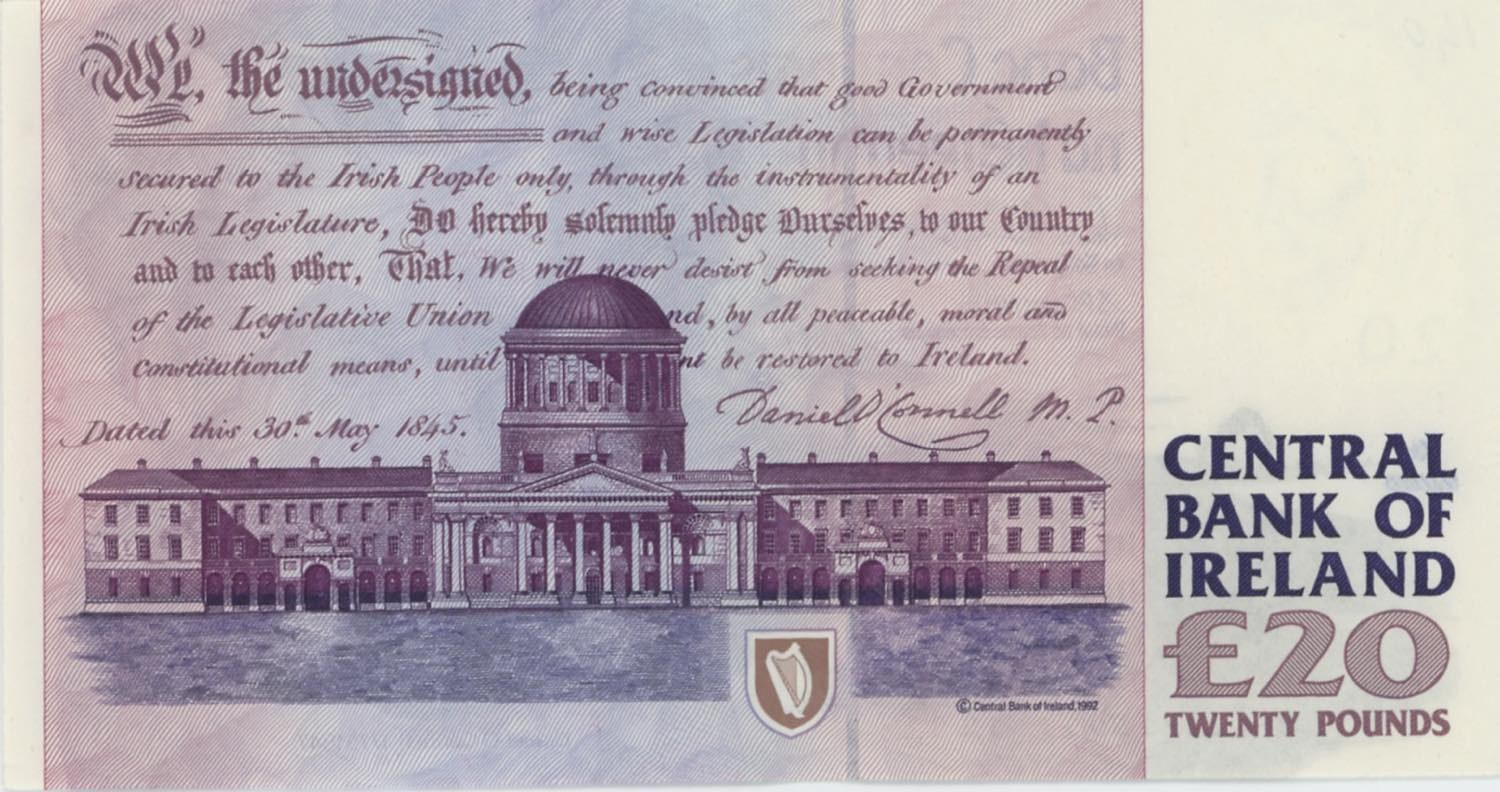 We, the undersigned, being convinced that good Government
and wise Legislation can be permanently
secured to the Irish People only, through the instrumentality of an
Irish Legislature, Do hereby solemnly pledge Ourselves, to our Country
and to each other, That, We will never desist from seeking the Repeal
of the Legislative Union nd, by all peaceable, moral and
Constitutional means, until nt be restored to Ireland.
Dated this 30th May 1845.
Daniel O'Connell M. P.
© Central Bank of Ireland, 1992
CENTRAL
BANK OF
IRELAND
£20
TWENTY POUNDS